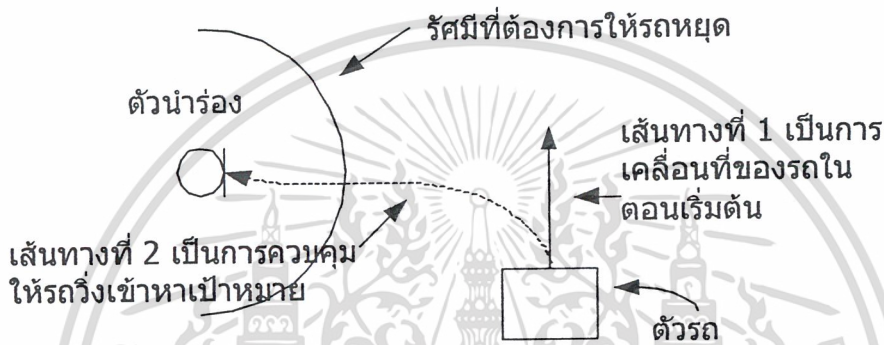 รัศมีที่ต้องการให้รถหยุด
ตัวนำร่อง
เส้นทางที่ 1 เป็นการ
เคลื่อนที่ของรถใน
ตอนเริ่มต้น
เส้นทางที่ 2 เป็นการควบคุม
ให้รถวิ่งเข้าหาเป้าหมาย
ตัวรถ